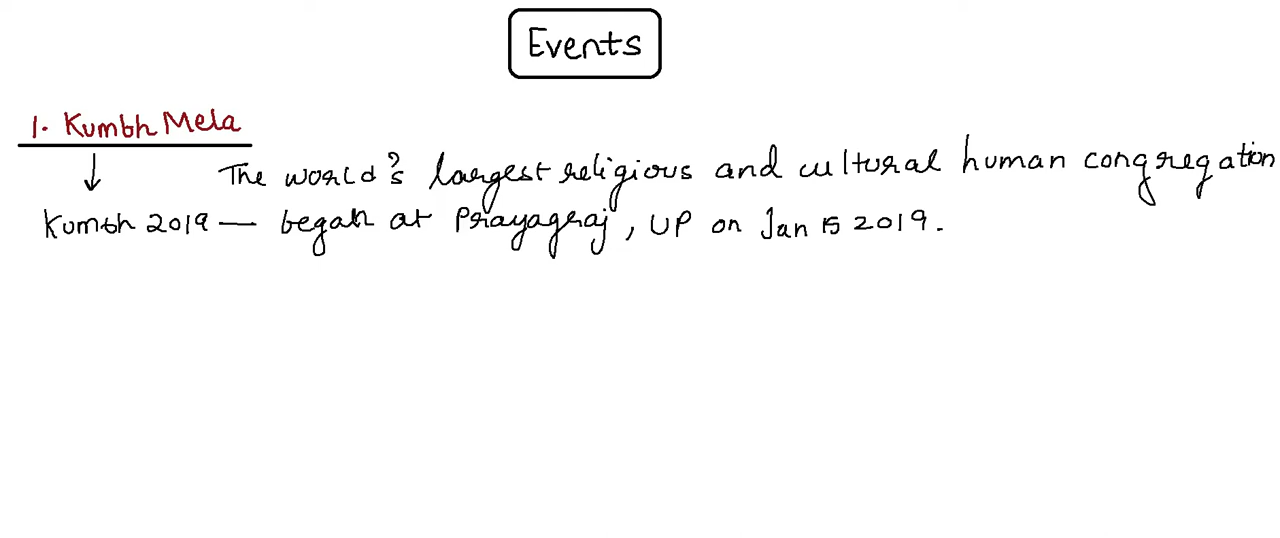 Events
1. Kumbh Mela
The world's largest religious and cultural human congregation
Kumbh 2019 — began at Prayagraj, UP on Jan 15 2019.